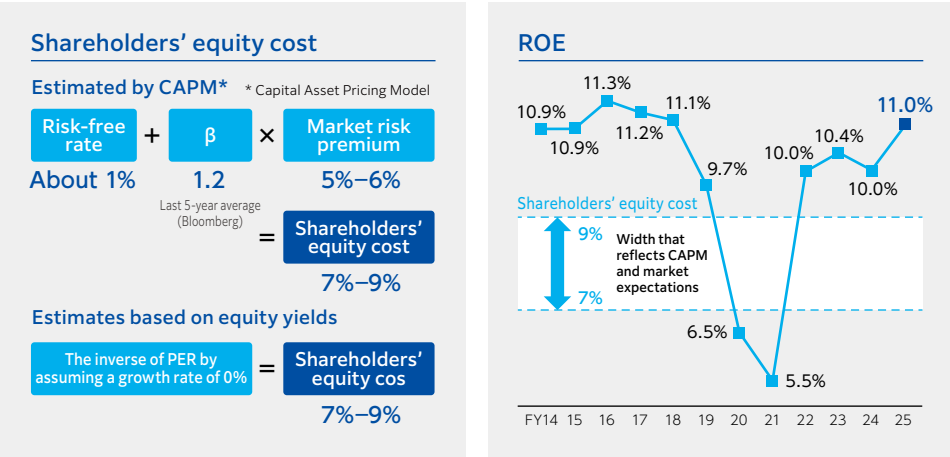 Shareholders' equity cost
Estimated by CAPM*
* Capital Asset Pricing Model
Risk-free
rate
+
β
×
Market risk
premium
About 1%
1.2
5%–6%
Last 5-year average
(Bloomberg)
=
Shareholders'
equity cost
7%–9%
Estimates based on equity yields
The inverse of PER by
assuming a growth rate of 0%
=
Shareholders'
equity cos
7%–9%
ROE
10.9%
10.9%
11.3%
11.2%
11.1%
9.7%
6.5%
5.5%
10.0%
10.4%
10.0%
11.0%
Shareholders' equity cost
9%
7%
Width that
reflects CAPM
and market
expectations
FY14 15 16 17 18 19 20 21 22 23 24 25